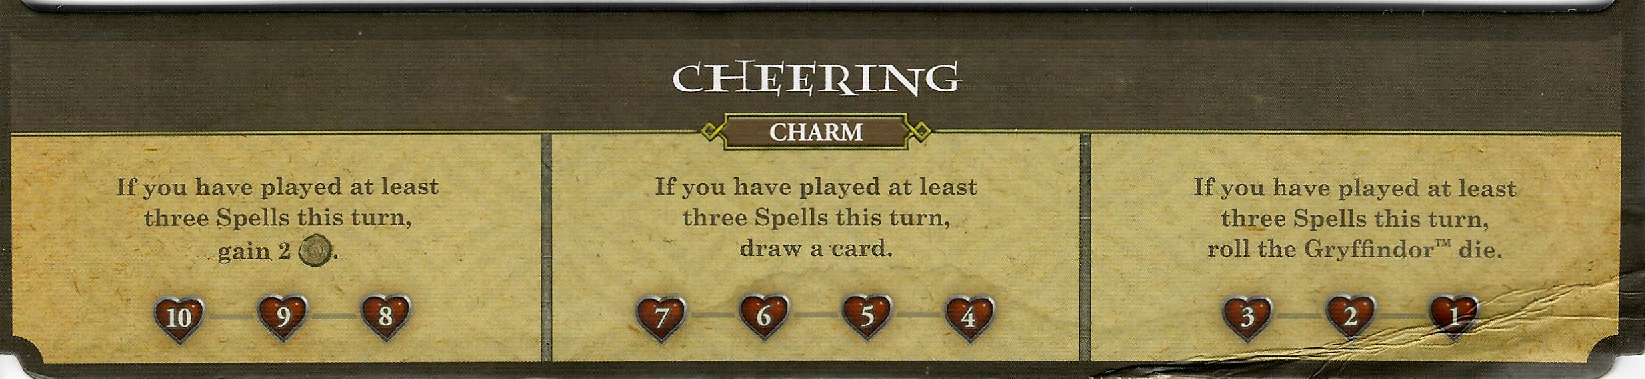 CHEERING
CHARM
If you have played at least
three Spells this turn,
gain 2 .
10 9 8
If you have played at least
three Spells this turn,
draw a card.
7 6 5 4
If you have played at least
three Spells this turn,
roll the Gryffindor™ die.
3 2 1